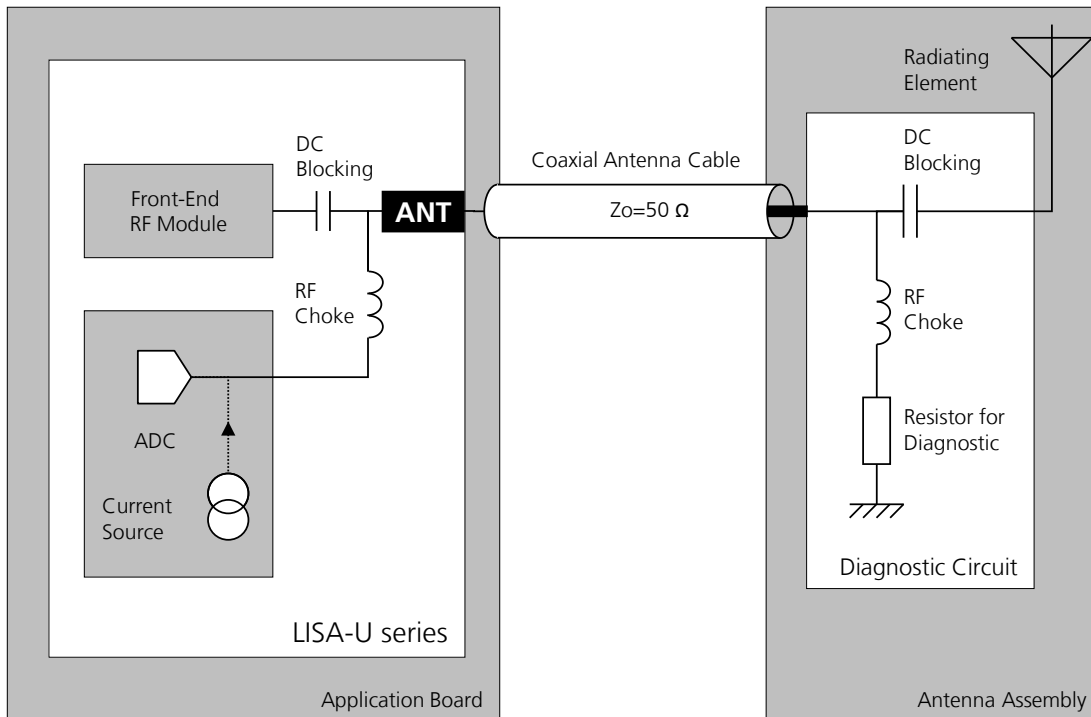 Radiating
Element
DC
Blocking
DC
Blocking
Coaxial Antenna Cable
Front-End
RF Module
ANT
Zo=50 Ω
RF
Choke
RF
Choke
ADC
Resistor for
Diagnostic
Current
Source
Diagnostic Circuit
LISA-U series
Application Board
Antenna Assembly